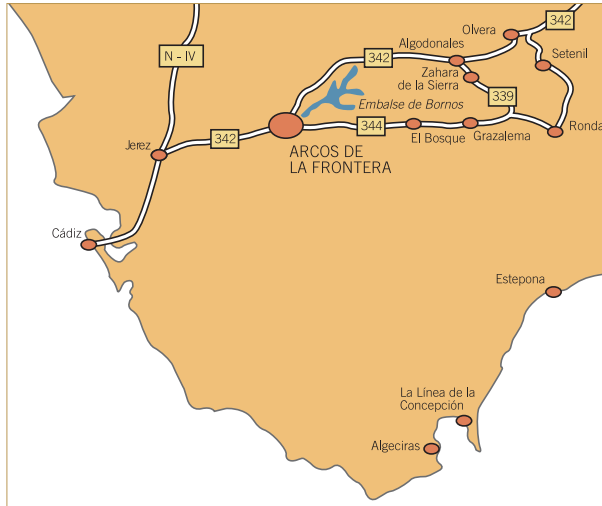 342
Olvera
N - IV
Algodonales
342
Setenil
Zahara
de la Sierra
339
Embalse de Bornos
344
El Bosque
Grazalema
Ronda
342
Jerez
ARCOS DE
LA FRONTERA
Cádiz
Estepona
La Línea de la
Concepción
Algeciras